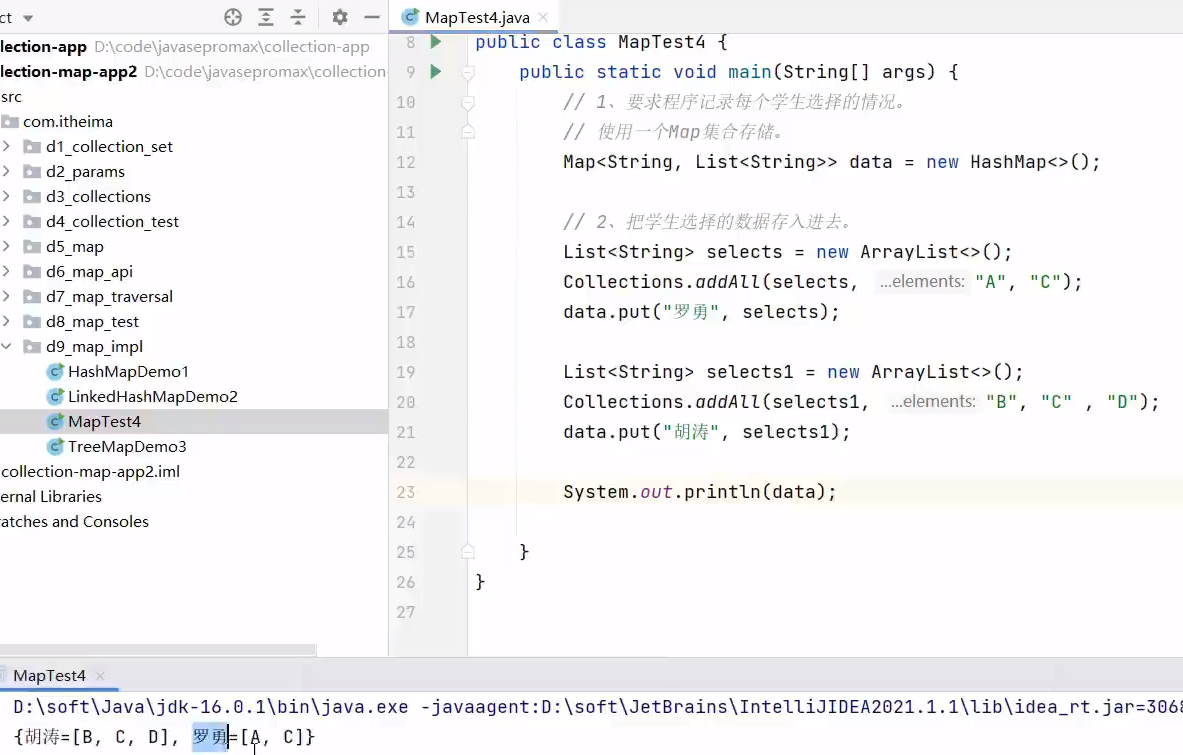 ct
MapTest4.java
lection-app D:\code\javasepromax\collection-app
lection-map-app2 D:\code\javasepromax\collection-
src
com.itheima
d1_collection_set
d2_params
d3_collections
d4_collection_test
d5_map
d6_map_api
d7_map_traversal
d8_map_test
d9_map_impl
HashMapDemo1
LinkedHashMapDemo2
MapTest4
TreeMapDemo3
collection-map-app2.iml
ernal Libraries
ratches and Consoles
8 public class MapTest4 {
9 public static void main(String[] args) {
10 // 1、要求程序记录每个学生选择的情况。
11 // 使用一个Map集合存储。
12 Map<String, List<String>> data = new HashMap<>();
13
14 // 2、把学生选择的数据存入进去。
15 List<String> selects = new ArrayList<>();
16 Collections.addAll(selects, ...elements: "A", "C");
17 data.put("罗勇", selects);
18
19 List<String> selects1 = new ArrayList<>();
20 Collections.addAll(selects1, ...elements: "B", "C" , "D");
21 data.put("胡涛", selects1);
22
23 System.out.println(data);
24
25 }
26 }
27
MapTest4
D:\soft\Java\jdk-16.0.1\bin\java.exe -javaagent:D:\soft\JetBrains\IntelliJIDEA2021.1.1\lib\idea_rt.jar=3068
{胡涛=[B, C, D], 罗勇=[A, C]}